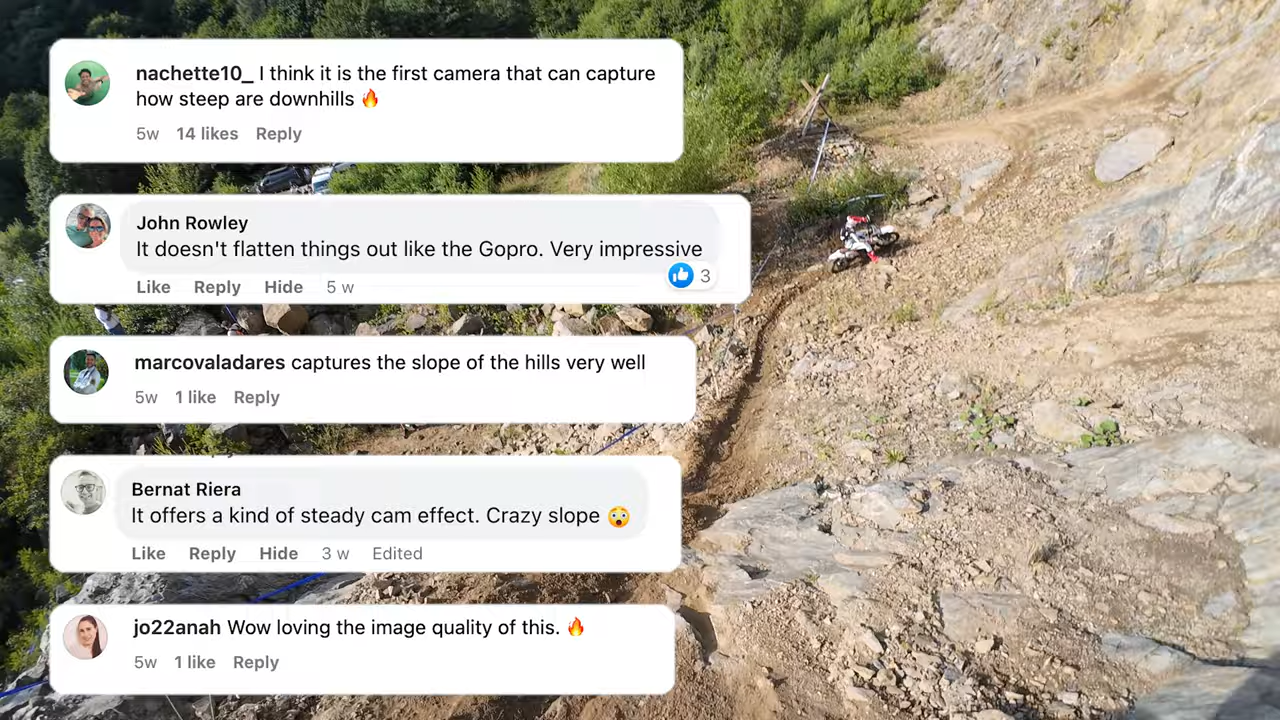 nachette10_ I think it is the first camera that can capture
how steep are downhills 🔥
5w 14 likes Reply
John Rowley
It doesn't flatten things out like the Gopro. Very impressive
Like Reply Hide 5 w 3
marcovaladares captures the slope of the hills very well
5w 1 like Reply
Bernat Riera
It offers a kind of steady cam effect. Crazy slope 😲
Like Reply Hide 3 w Edited
jo22anah Wow loving the image quality of this. 🔥
5w 1 like Reply